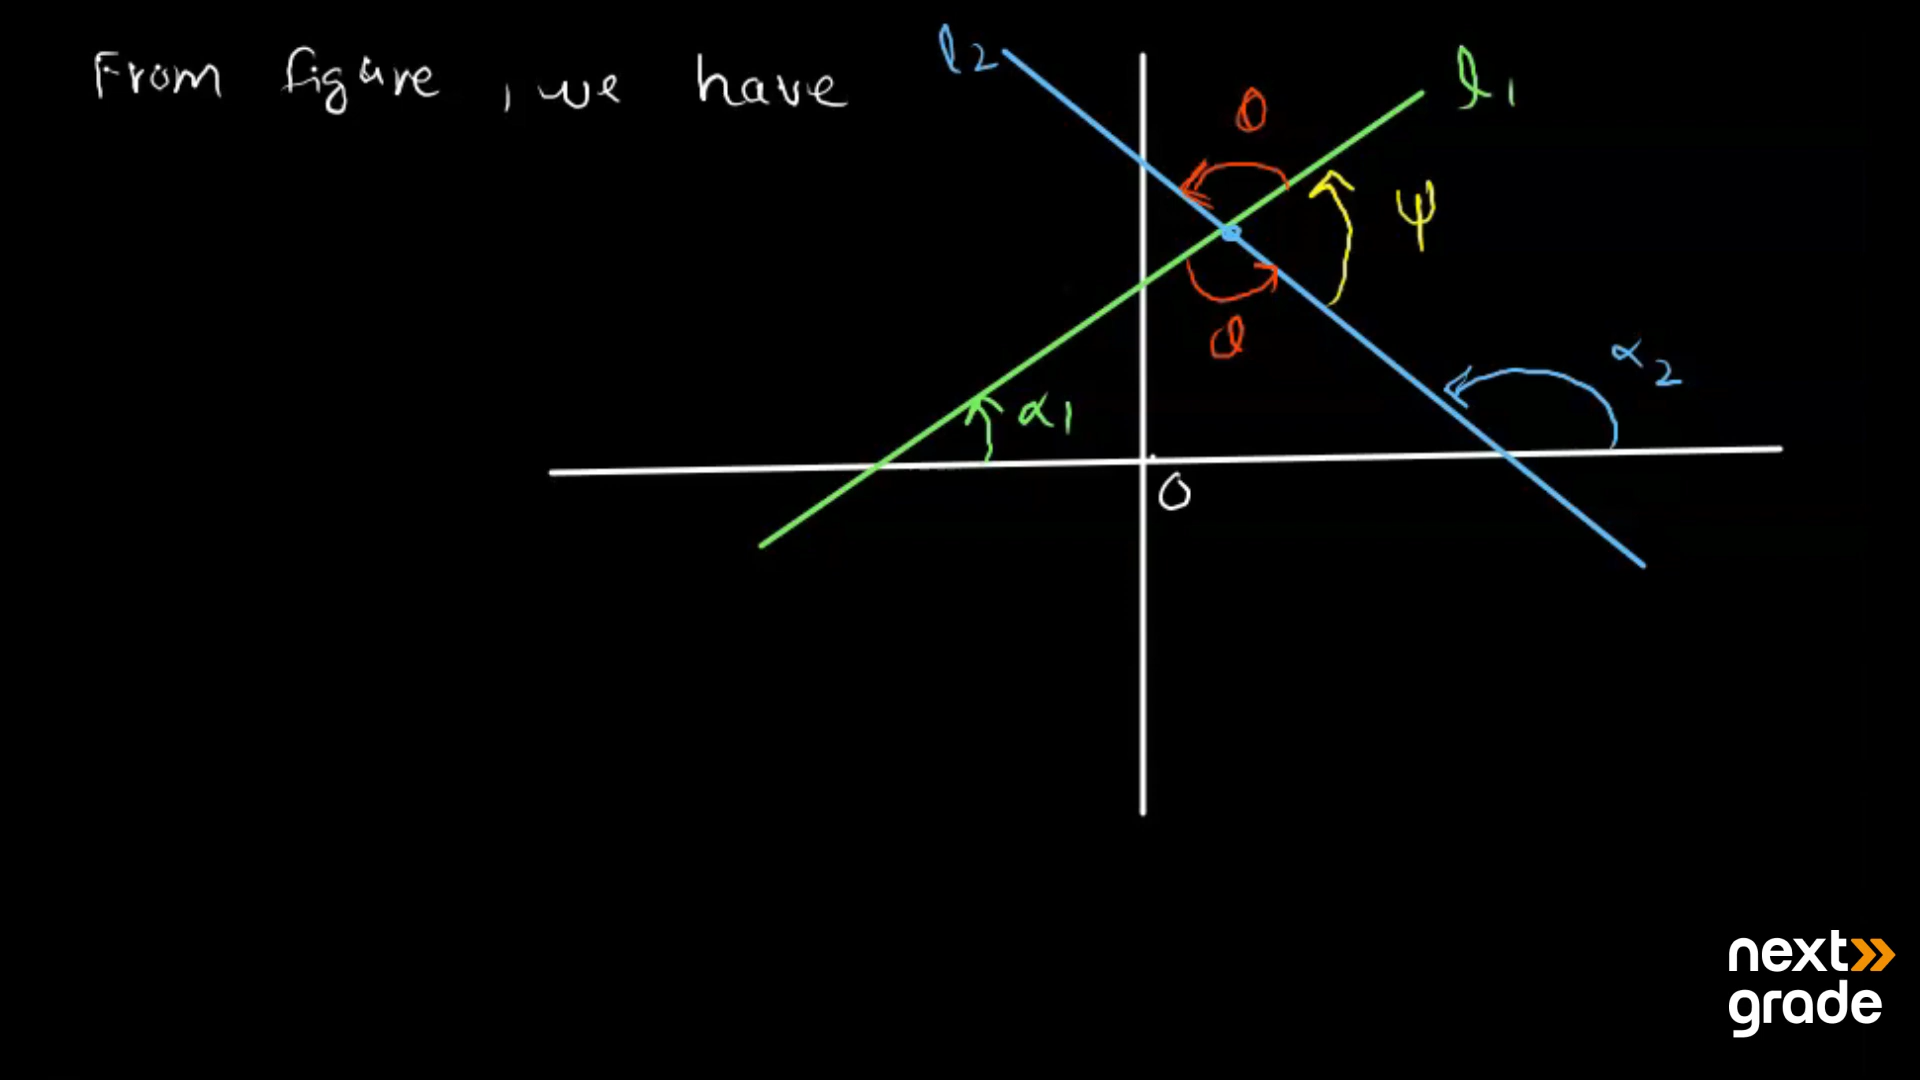 From figure, we have
l2
l1
θ
ψ
θ
α2
α1
O
next
grade